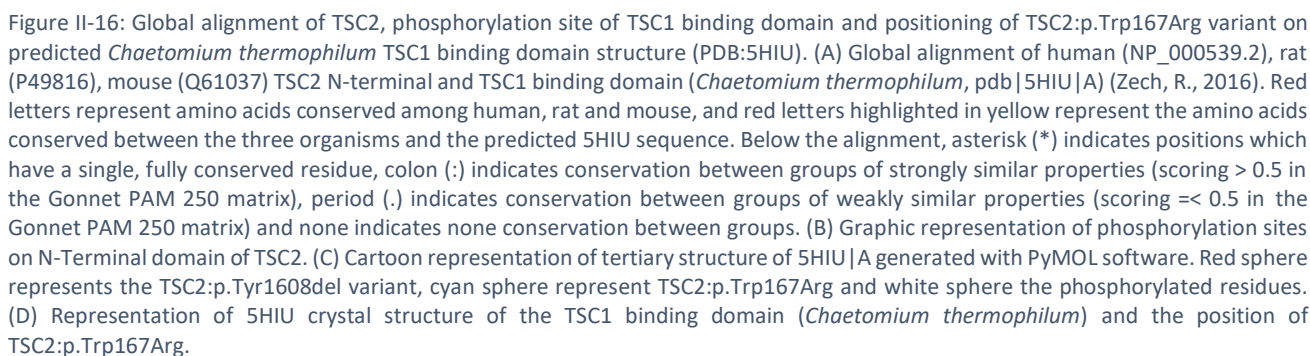 Figure II-16: Global alignment of TSC2, phosphorylation site of TSC1 binding domain and positioning of TSC2:p.Trp167Arg variant on
predicted Chaetomium thermophilum TSC1 binding domain structure (PDB:5HIU). (A) Global alignment of human (NP_000539.2), rat
(P49816), mouse (Q61037) TSC2 N-terminal and TSC1 binding domain (Chaetomium thermophilum, pdb|5HIU|A) (Zech, R., 2016). Red
letters represent amino acids conserved among human, rat and mouse, and red letters highlighted in yellow represent the amino acids
conserved between the three organisms and the predicted 5HIU sequence. Below the alignment, asterisk (*) indicates positions which
have a single, fully conserved residue, colon (:) indicates conservation between groups of strongly similar properties (scoring > 0.5 in
the Gonnet PAM 250 matrix), period (.) indicates conservation between groups of weakly similar properties (scoring =< 0.5 in the
Gonnet PAM 250 matrix) and none indicates none conservation between groups. (B) Graphic representation of phosphorylation sites
on N-Terminal domain of TSC2. (C) Cartoon representation of tertiary structure of 5HIU|A generated with PyMOL software. Red sphere
represents the TSC2:p.Tyr1608del variant, cyan sphere represent TSC2:p.Trp167Arg and white sphere the phosphorylated residues.
(D) Representation of 5HIU crystal structure of the TSC1 binding domain (Chaetomium thermophilum) and the position of
TSC2:p.Trp167Arg.